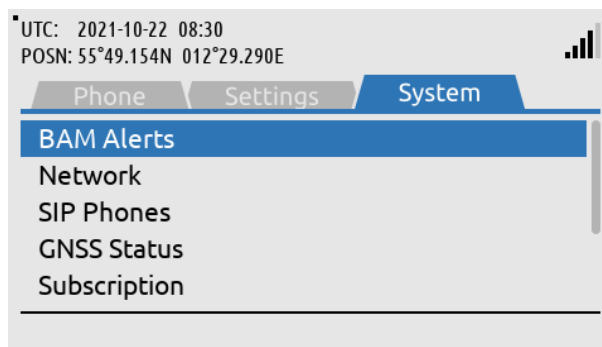 UTC: 2021-10-22 08:30
POSN: 55°49.154N 012°29.290E
Phone Settings System
BAM Alerts
Network
SIP Phones
GNSS Status
Subscription